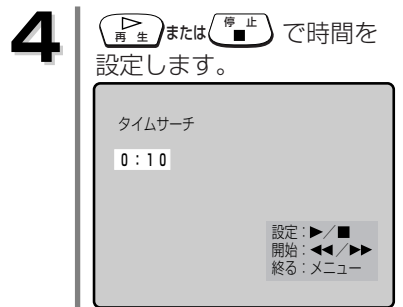 4
▷再生 または 停止■ で時間を
設定します。
タイムサーチ
0:10
設定:▶／■
開始:◀◀／▶▶
終る:メニュー